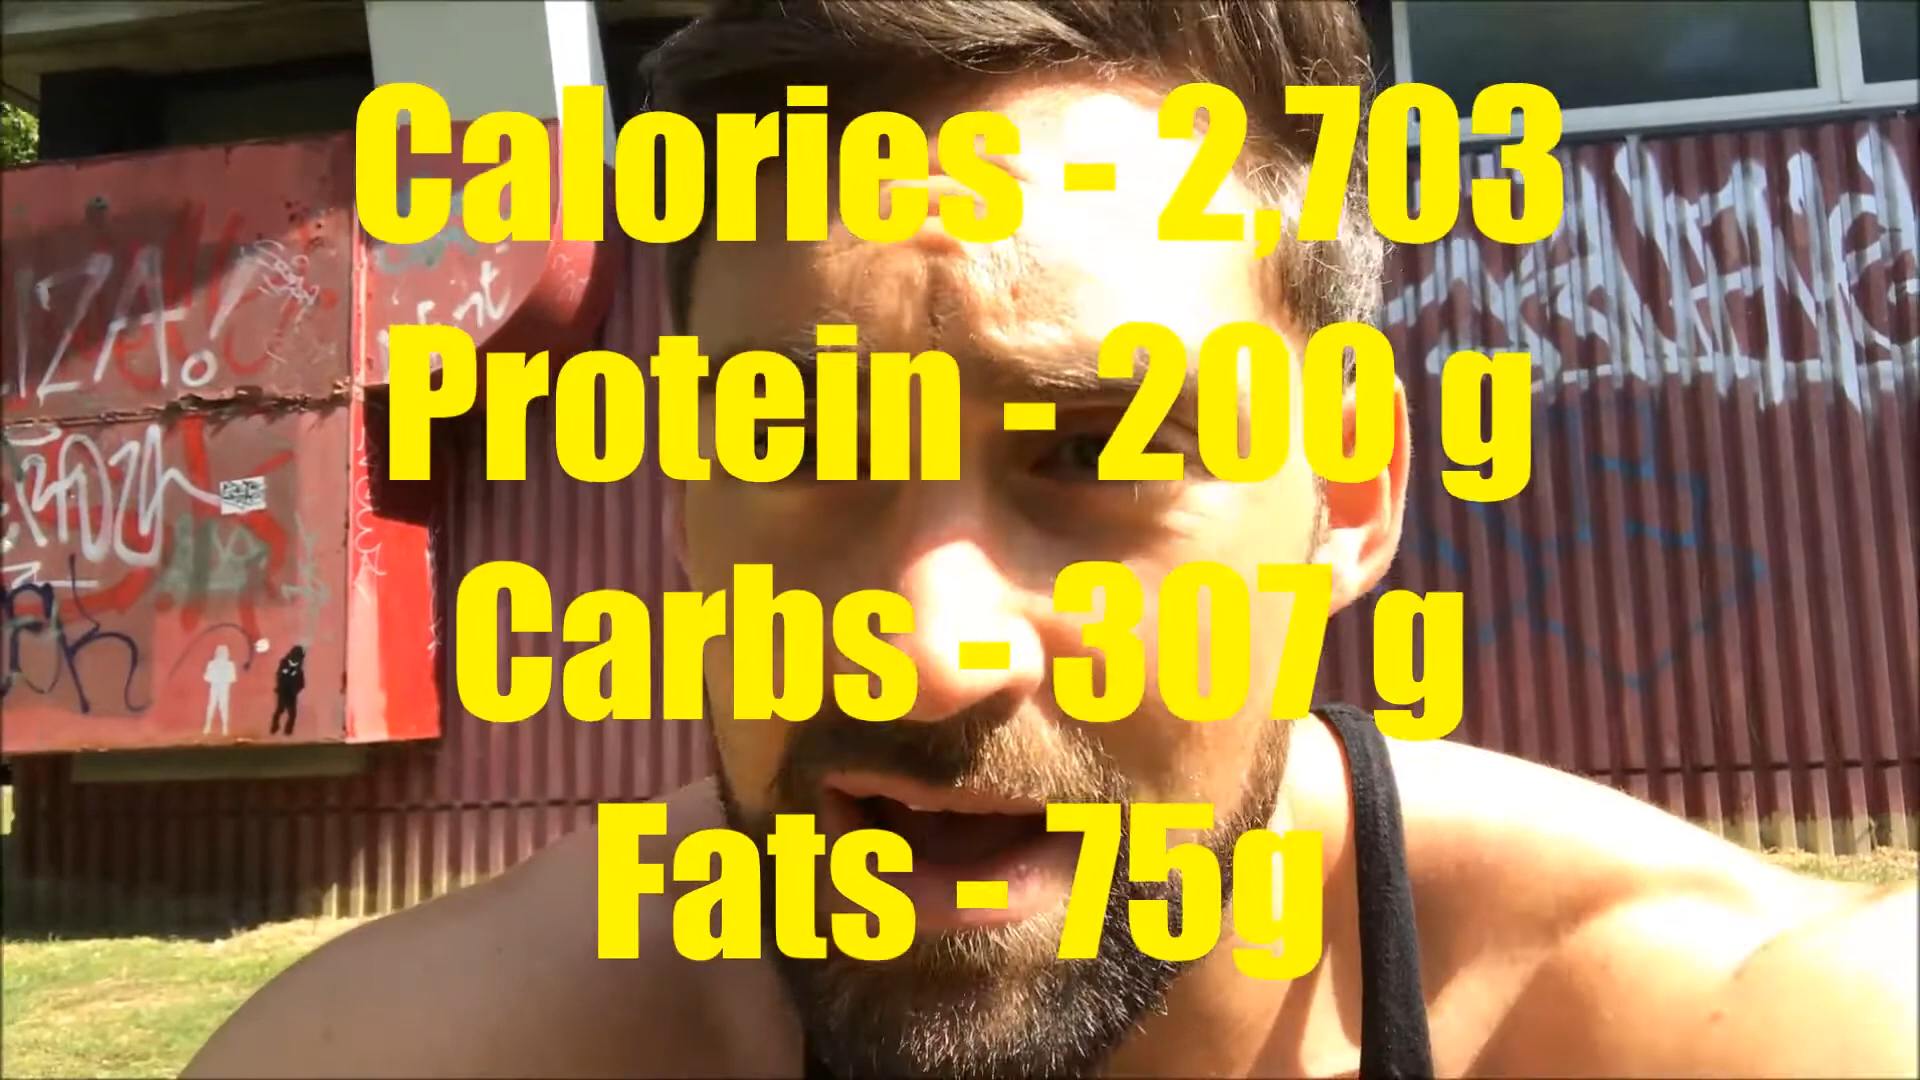 Calories - 2,703
Protein - 200 g
Carbs - 307 g
Fats - 75g